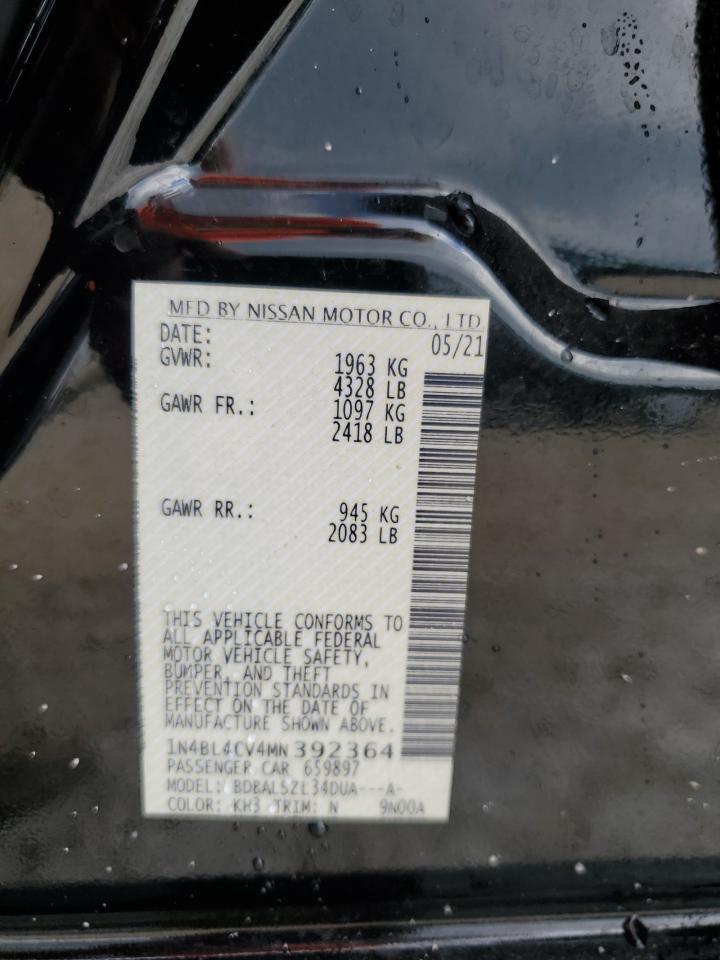 MFD BY NISSAN MOTOR CO., LTD
DATE: 05/21
GVWR: 1963 KG
4328 LB
GAWR FR.: 1097 KG
2418 LB
GAWR RR.: 945 KG
2083 LB
THIS VEHICLE CONFORMS TO
ALL APPLICABLE FEDERAL
MOTOR VEHICLE SAFETY,
BUMPER, AND THEFT
PREVENTION STANDARDS IN
EFFECT ON THE DATE OF
MANUFACTURE SHOWN ABOVE.
1N4BL4CV4MN392364
PASSENGER CAR 659897
MODEL: BDBALSZL34DUA---A-
COLOR: KH3 TRIM: N 9N00A